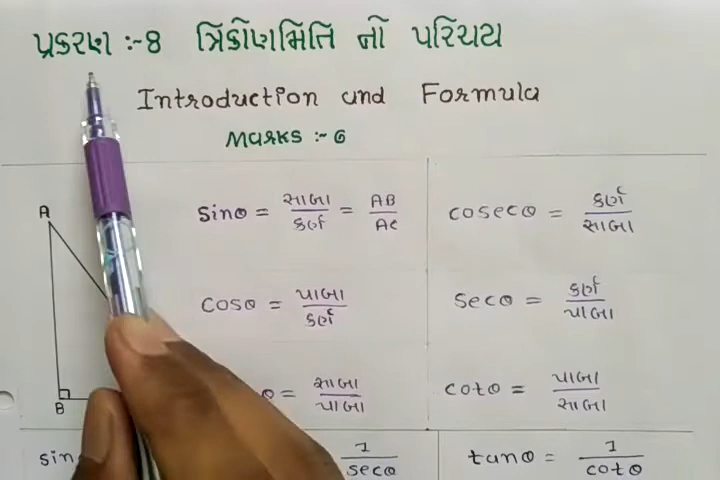 પ્રકરણ :- 8 ત્રિકોણમિતિ નો પરિચય
Introduction and Formula
Marks :- 6
A
B
sinθ = સાબા / કર્ણ = AB / AC
cosecθ = કર્ણ / સાબા
cosθ = પાબા / કર્ણ
secθ = કર્ણ / પાબા
θ = સાબા / પાબા
cotθ = પાબા / સાબા
sin
1 / secθ
tanθ = 1 / cotθ